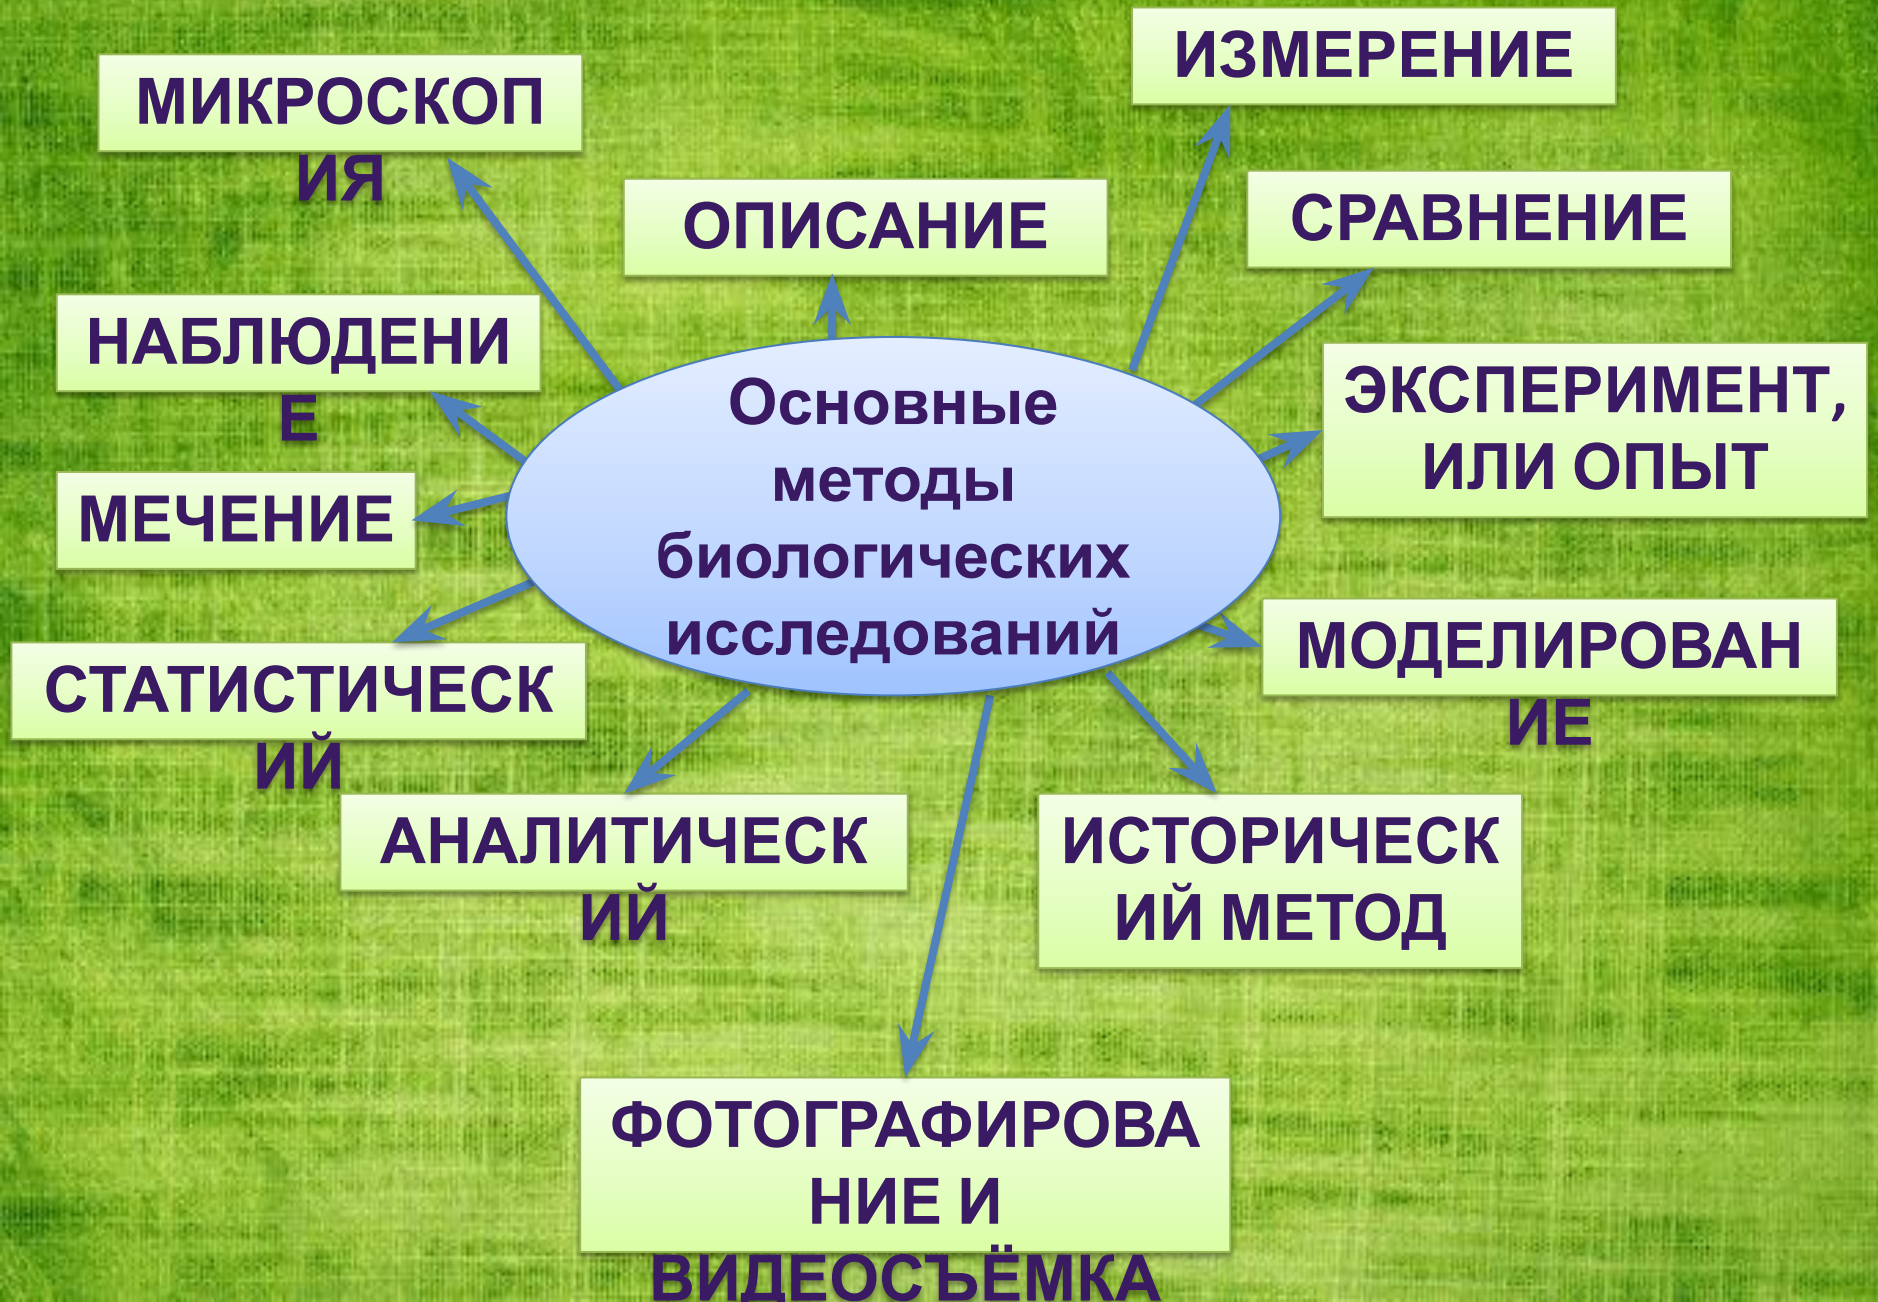 ИЗМЕРЕНИЕ
МИКРОСКОП
ИЯ
ОПИСАНИЕ
СРАВНЕНИЕ
НАБЛЮДЕНИ
Е
ЭКСПЕРИМЕНТ,
ИЛИ ОПЫТ
Основные
методы
биологических
исследований
МЕЧЕНИЕ
МОДЕЛИРОВАН
ИЕ
СТАТИСТИЧЕСК
ИЙ
АНАЛИТИЧЕСК
ИЙ
ИСТОРИЧЕСК
ИЙ МЕТОД
ФОТОГРАФИРОВА
НИЕ И
ВИДЕОСЪЁМКА